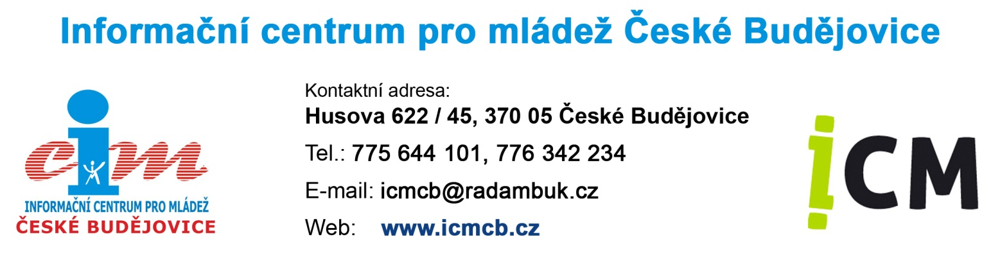 Informační centrum pro mládež České Budějovice
Kontaktní adresa:
Husova 622 / 45, 370 05 České Budějovice
Tel.: 775 644 101, 776 342 234
E-mail: icmcb@radambuk.cz
Web: www.icmcb.cz
cim
INFORMAČNÍ CENTRUM PRO MLÁDEŽ
ČESKÉ BUDĚJOVICE
iCM